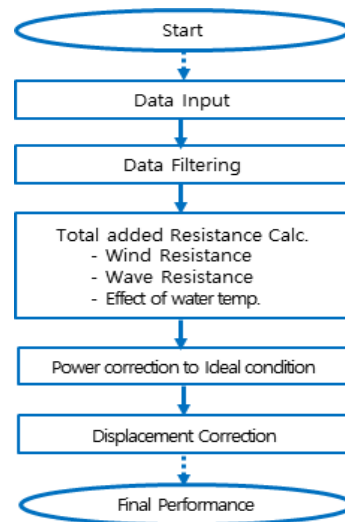 Start
Data Input
Data Filtering
Total added Resistance Calc.
- Wind Resistance
- Wave Resistance
- Effect of water temp.
Power correction to Ideal condition
Displacement Correction
Final Performance